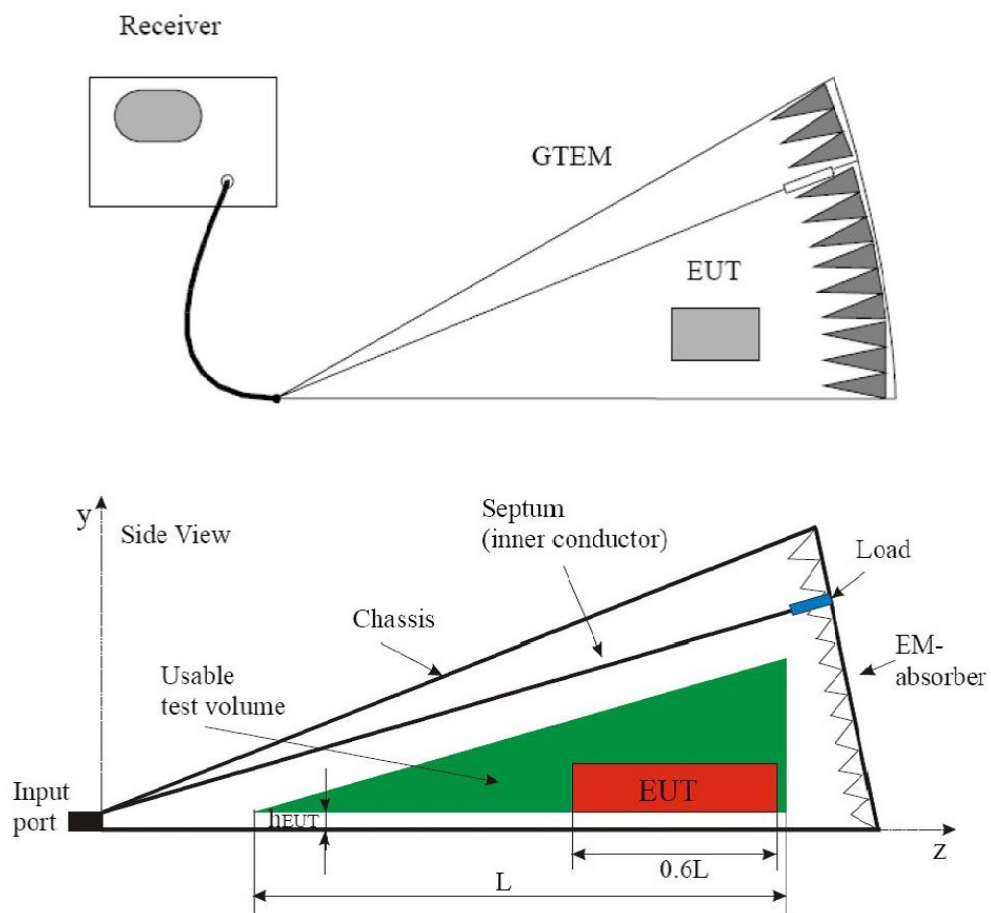 Receiver
GTEM
EUT
y
Side View
Septum
(inner conductor)
Load
Chassis
EM-
absorber
Usable
test volume
Input
port
hEUT
EUT
z
0.6L
L